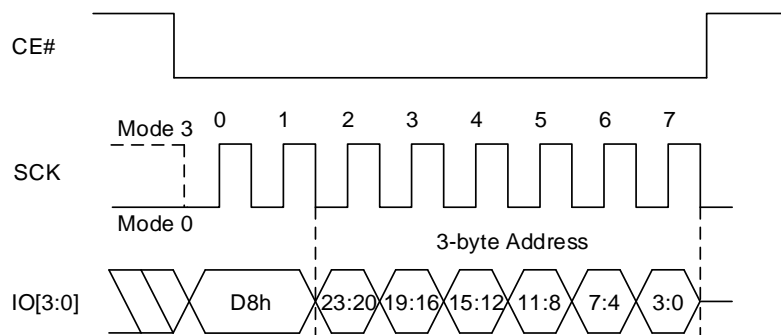 CE#
Mode 3 0 1 2 3 4 5 6 7
SCK
Mode 0
3-byte Address
IO[3:0] D8h 23:20 19:16 15:12 11:8 7:4 3:0